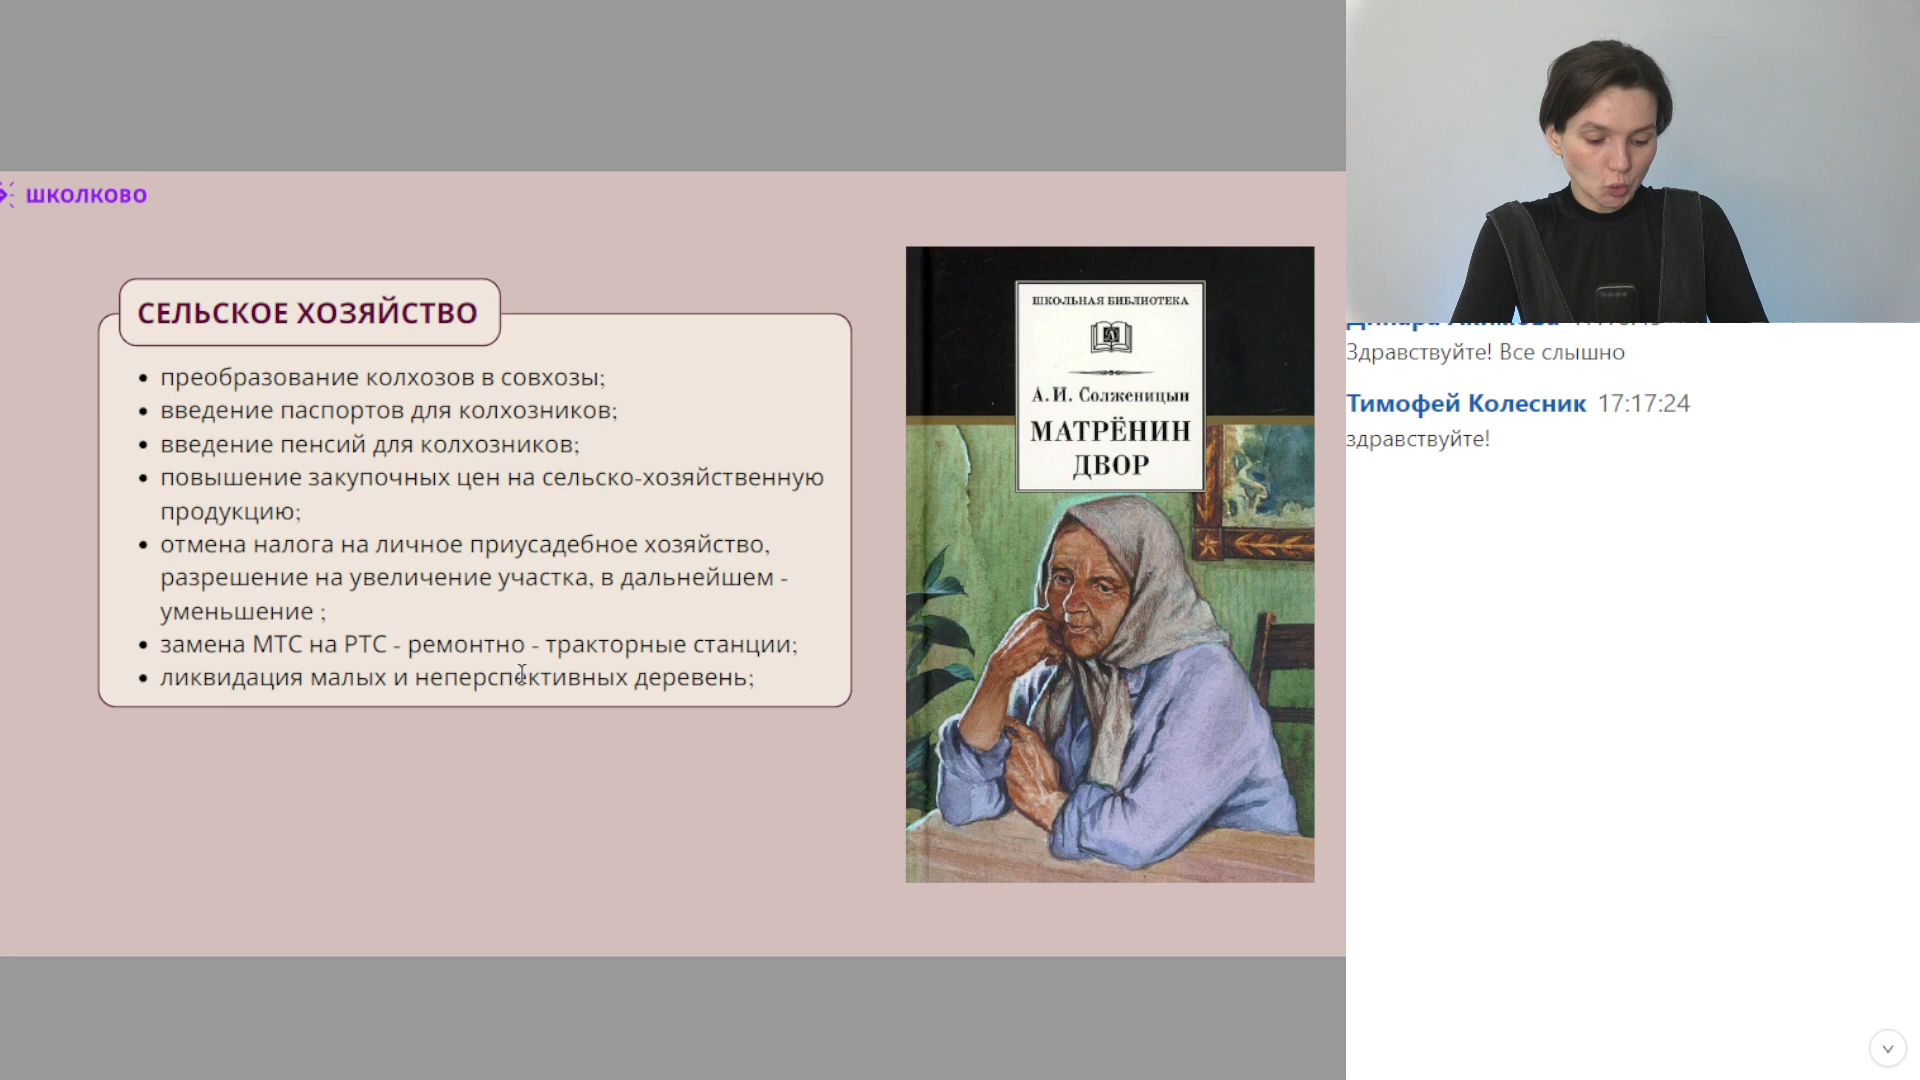 ШКОЛКОВО
СЕЛЬСКОЕ ХОЗЯЙСТВО
• преобразование колхозов в совхозы;
• введение паспортов для колхозников;
• введение пенсий для колхозников;
• повышение закупочных цен на сельско-хозяйственную
продукцию;
• отмена налога на личное приусадебное хозяйство,
разрешение на увеличение участка, в дальнейшем -
уменьшение ;
• замена МТС на РТС - ремонтно - тракторные станции;
• ликвидация малых и неперспективных деревень;
ШКОЛЬНАЯ БИБЛИОТЕКА
А. И. Солженицын
МАТРЁНИН
ДВОР
Здравствуйте! Все слышно
Тимофей Колесник 17:17:24
здравствуйте!